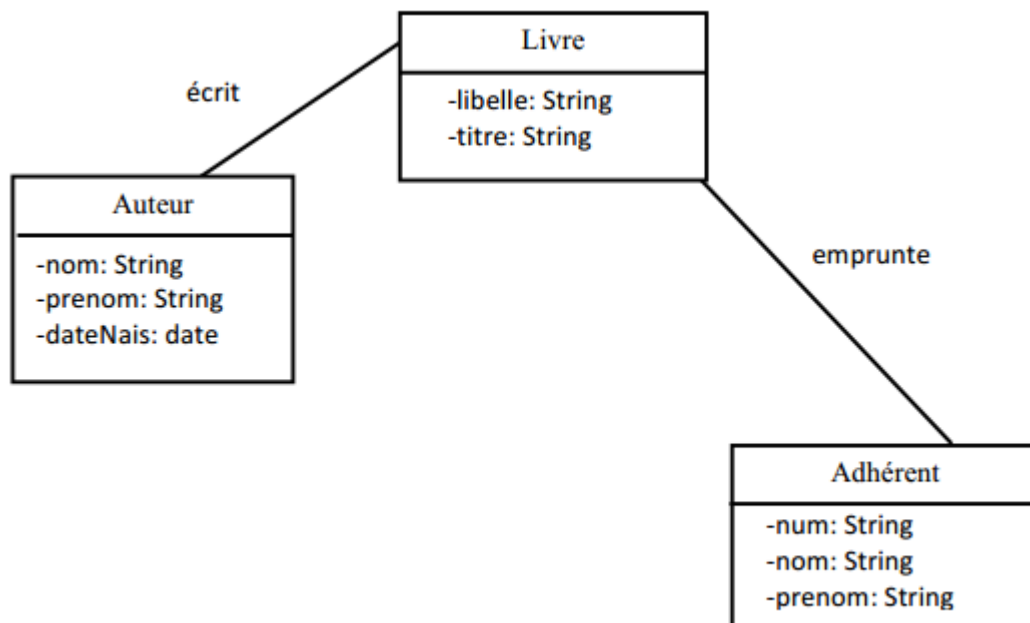 Livre
-libelle: String
-titre: String
écrit
Auteur
-nom: String
-prenom: String
-dateNais: date
emprunte
Adhérent
-num: String
-nom: String
-prenom: String